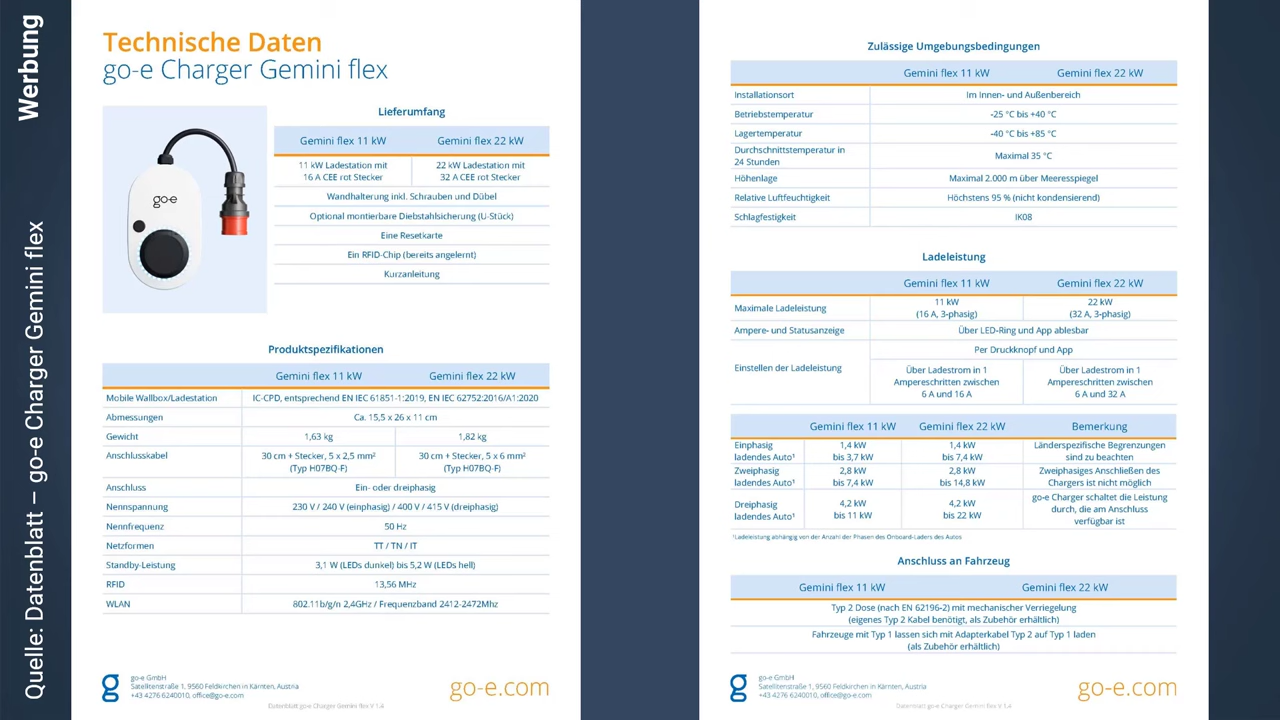 Werbung
Quelle: Datenblatt – go-e Charger Gemini flex
Technische Daten
go-e Charger Gemini flex
go-e
Lieferumfang
Gemini flex 11 kW Gemini flex 22 kW
11 kW Ladestation mit 22 kW Ladestation mit
16 A CEE rot Stecker 32 A CEE rot Stecker
Wandhalterung inkl. Schrauben und Dübel
Optional montierbare Diebstahlsicherung (U-Stück)
Eine Resetkarte
Ein RFID-Chip (bereits angelernt)
Kurzanleitung
Produktspezifikationen
Gemini flex 11 kW Gemini flex 22 kW
Mobile Wallbox/Ladestation IC-CPD, entsprechend EN IEC 61851-1:2019, EN IEC 62752:2016/A1:2020
Abmessungen Ca. 15,5 x 26 x 11 cm
Gewicht 1,63 kg 1,82 kg
Anschlusskabel 30 cm + Stecker, 5 x 2,5 mm² 30 cm + Stecker, 5 x 6 mm²
(Typ H07BQ-F) (Typ H07BQ-F)
Anschluss Ein- oder dreiphasig
Nennspannung 230 V / 240 V (einphasig) / 400 V / 415 V (dreiphasig)
Nennfrequenz 50 Hz
Netzformen TT / TN / IT
Standby-Leistung 3,1 W (LEDs dunkel) bis 5,2 W (LEDs hell)
RFID 13,56 MHz
WLAN 802.11b/g/n 2,4GHz / Frequenzband 2412-2472Mhz
go-e GmbH
Satellitenstraße 1, 9560 Feldkirchen in Kärnten, Austria
+43 4276 6240010, office@go-e.com
go-e.com
Datenblatt go-e Charger Gemini flex V 1.4
Zulässige Umgebungsbedingungen
Gemini flex 11 kW Gemini flex 22 kW
Installationsort Im Innen- und Außenbereich
Betriebstemperatur -25 °C bis +40 °C
Lagertemperatur -40 °C bis +85 °C
Durchschnittstemperatur in
24 Stunden Maximal 35 °C
Höhenlage Maximal 2.000 m über Meeresspiegel
Relative Luftfeuchtigkeit Höchstens 95 % (nicht kondensierend)
Schlagfestigkeit IK08
Ladeleistung
Gemini flex 11 kW Gemini flex 22 kW
Maximale Ladeleistung 11 kW 22 kW
(16 A, 3-phasig) (32 A, 3-phasig)
Ampere- und Statusanzeige Über LED-Ring und App ablesbar
Einstellen der Ladeleistung Per Druckknopf und App
Über Ladestrom in 1 Über Ladestrom in 1
Ampereschritten zwischen Ampereschritten zwischen
6 A und 16 A 6 A und 32 A
Gemini flex 11 kW Gemini flex 22 kW Bemerkung
Einphasig 1,4 kW 1,4 kW Länderspezifische Begrenzungen
ladendes Auto¹ bis 3,7 kW bis 7,4 kW sind zu beachten
Zweiphasig 2,8 kW 2,8 kW Zweiphasiges Anschließen des
ladendes Auto¹ bis 7,4 kW bis 14,8 kW Chargers ist nicht möglich
Dreiphasig 4,2 kW 4,2 kW go-e Charger schaltet die Leistung
ladendes Auto¹ bis 11 kW bis 22 kW durch, die am Anschluss
verfügbar ist
¹Ladeleistung abhängig von der Anzahl der Phasen des Onboard-Laders des Autos
Anschluss an Fahrzeug
Gemini flex 11 kW Gemini flex 22 kW
Typ 2 Dose (nach EN 62196-2) mit mechanischer Verriegelung
(eigenes Typ 2 Kabel benötigt, als Zubehör erhältlich)
Fahrzeuge mit Typ 1 lassen sich mit Adapterkabel Typ 2 auf Typ 1 laden
(als Zubehör erhältlich)
go-e GmbH
Satellitenstraße 1, 9560 Feldkirchen in Kärnten, Austria
+43 4276 6240010, office@go-e.com
go-e.com
Datenblatt go-e Charger Gemini flex V 1.4